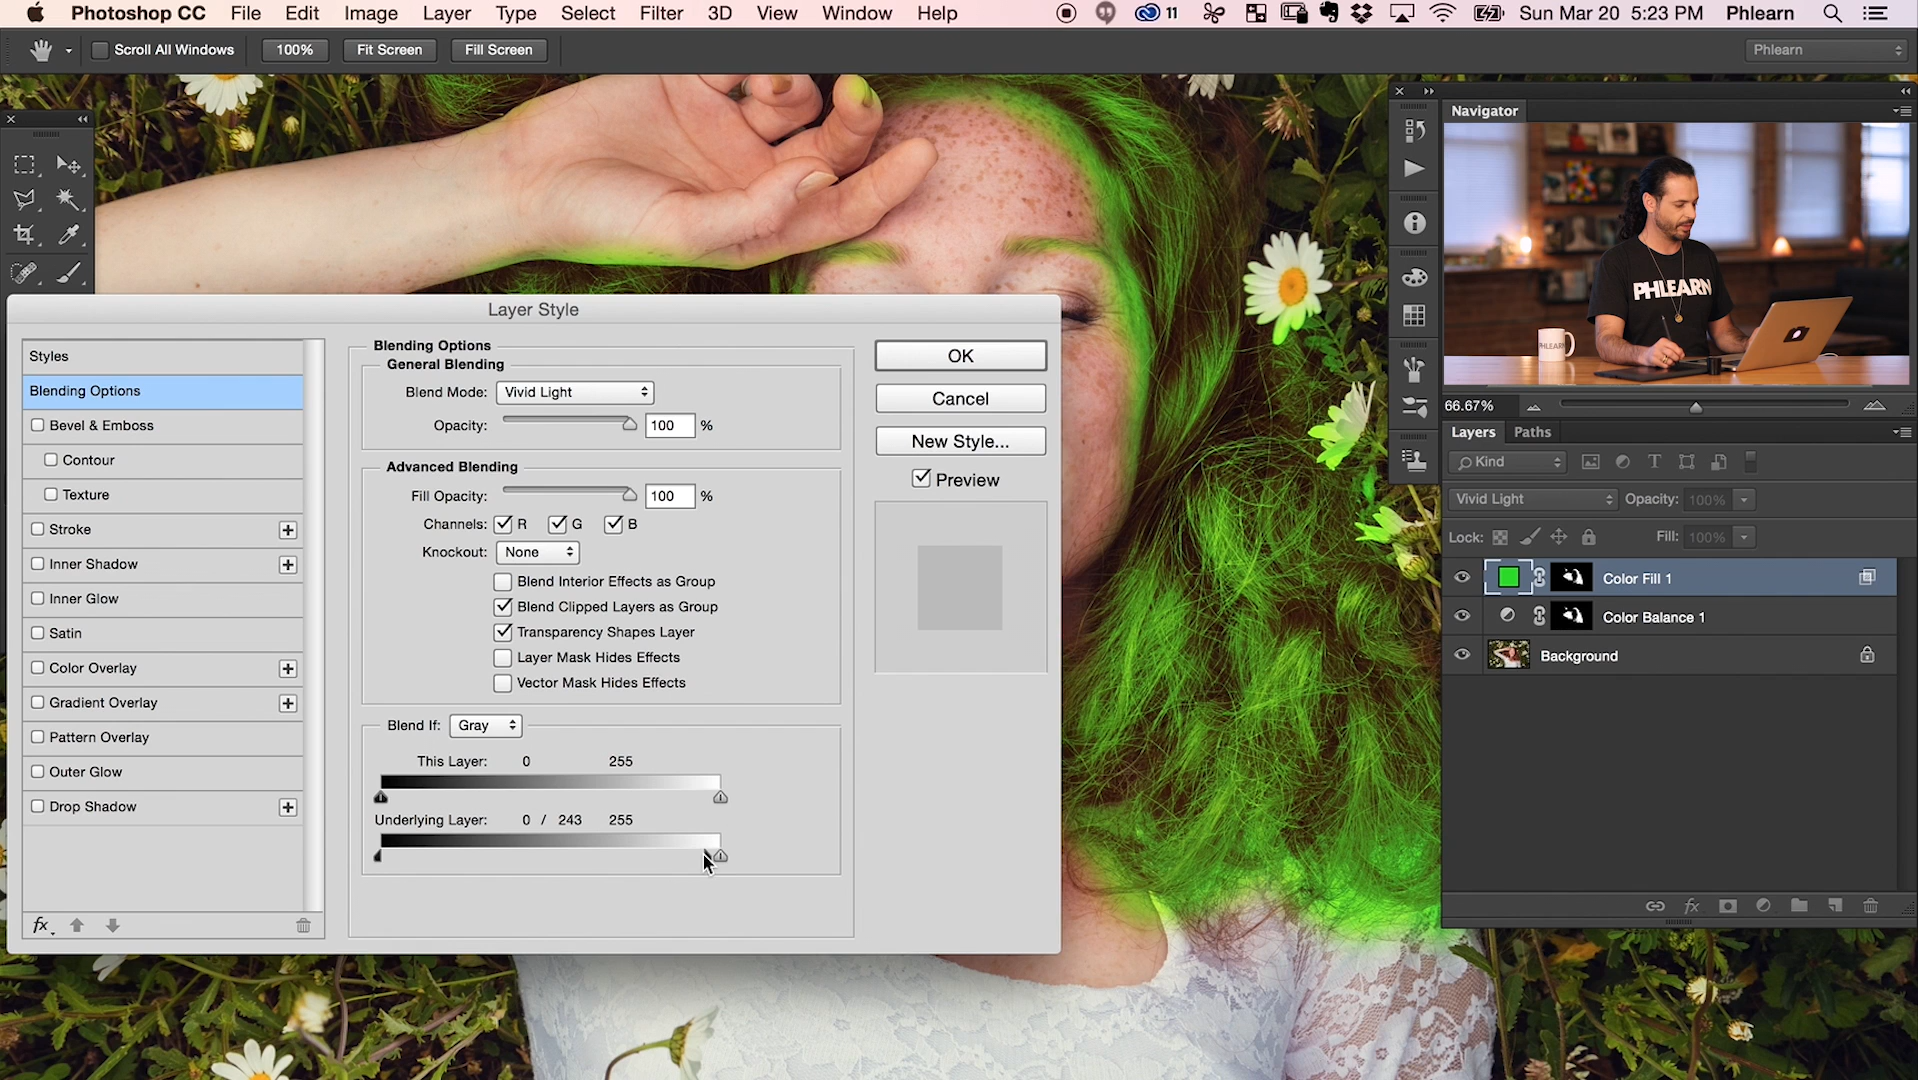 Photoshop CC File Edit Image Layer Type Select Filter 3D View Window Help 11 Sun Mar 20 5:23 PM Phlearn
Scroll All Windows 100% Fit Screen Fill Screen Phlearn
Navigator
PHLEARN
PHLEARN
66.67%
Layers Paths
Kind
Vivid Light Opacity: 100%
Lock: Fill: 100%
Color Fill 1
Color Balance 1
Background
fx
Layer Style
Styles
Blending Options
Bevel & Emboss
Contour
Texture
Stroke
Inner Shadow
Inner Glow
Satin
Color Overlay
Gradient Overlay
Pattern Overlay
Outer Glow
Drop Shadow
fx
Blending Options
General Blending
Blend Mode: Vivid Light
Opacity: 100 %
Advanced Blending
Fill Opacity: 100 %
Channels: R G B
Knockout: None
Blend Interior Effects as Group
Blend Clipped Layers as Group
Transparency Shapes Layer
Layer Mask Hides Effects
Vector Mask Hides Effects
Blend If: Gray
This Layer: 0 255
Underlying Layer: 0 / 243 255
OK
Cancel
New Style...
Preview